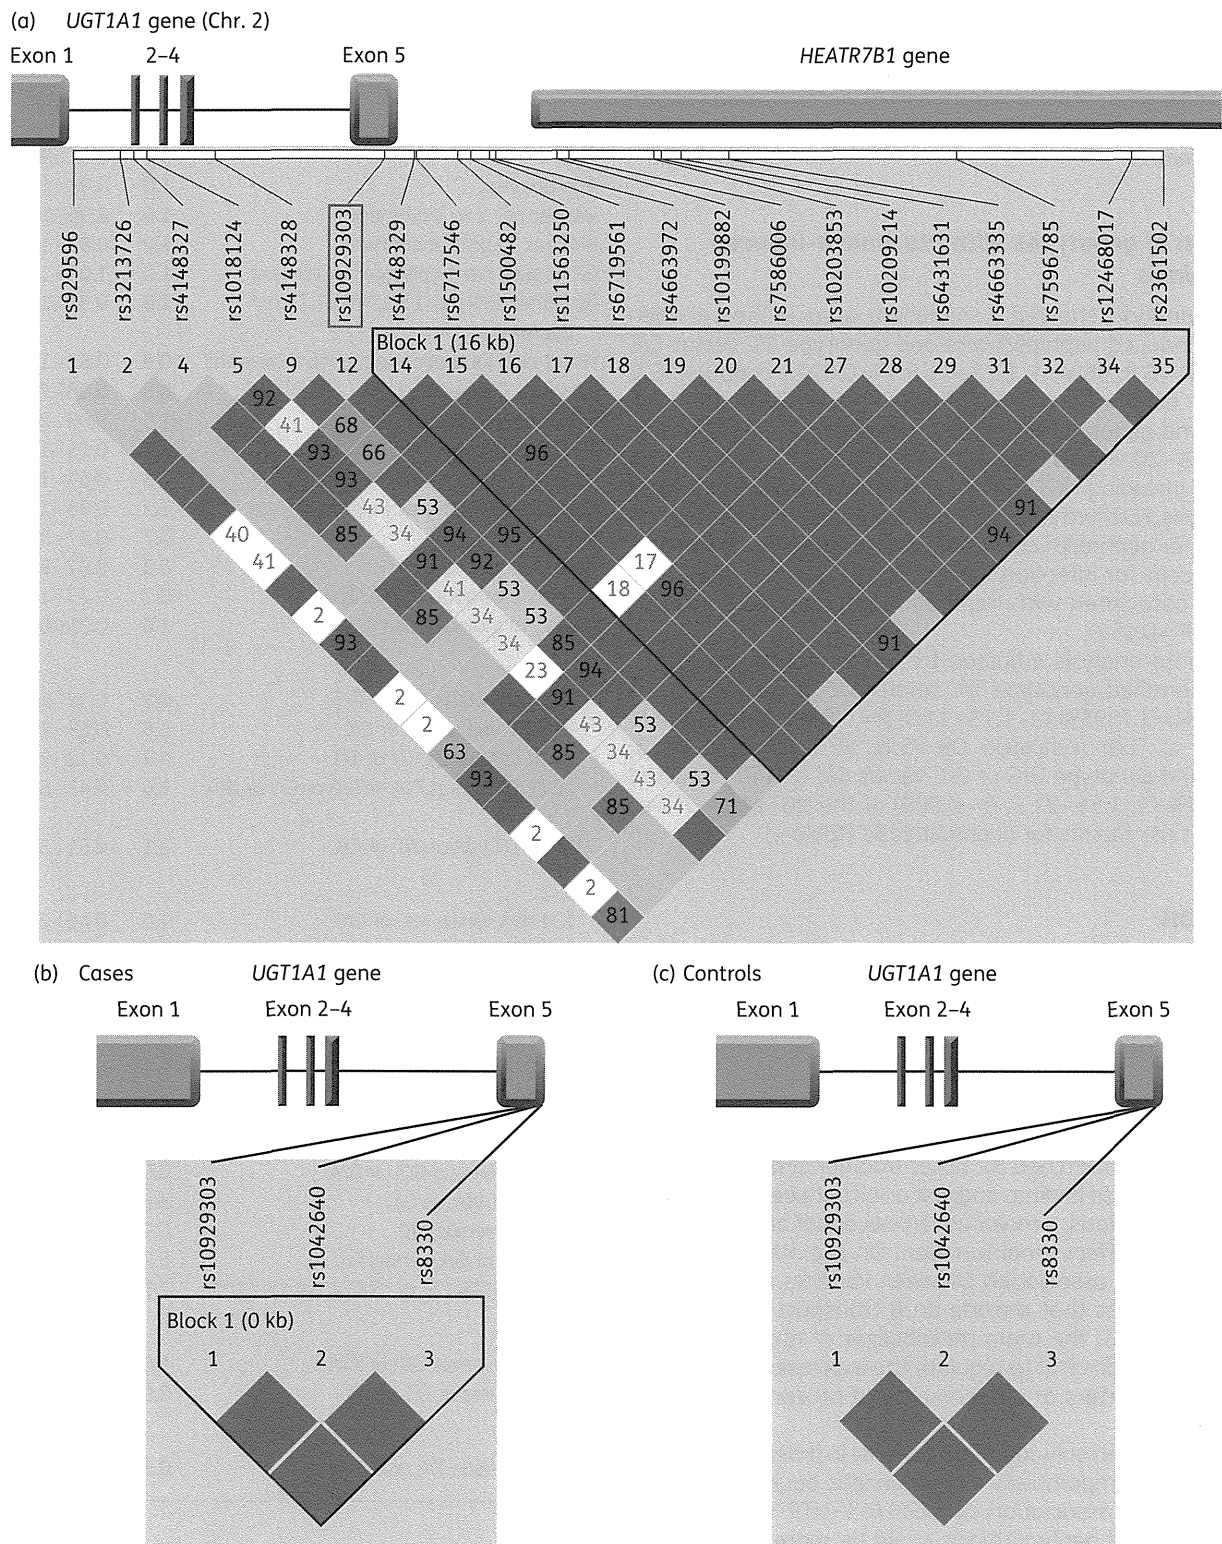 (a) UGT1A1 gene (Chr. 2)
Exon 1 2–4 Exon 5 HEATR7B1 gene
rs929596
rs3213726
rs4148327
rs1018124
rs4148328
rs10929303
rs4148329
rs6717546
rs1500482
rs11563250
rs6719561
rs4663972
rs10199882
rs7586006
rs10203853
rs10209214
rs6431631
rs4663335
rs7596785
rs12468017
rs2361502
Block 1 (16 kb)
1 2 4 5 9 12 14 15 16 17 18 19 20 27 28 31 32 34 35
92
41 68
93 66 96
93
43 53 91
85 34 94 95 94
40 91 92 17
41 41 53 18 96
2 85 34 53
93 34 85 91
23 94
2 91
2 43 53
63 85 34
93 43 53
85 34 71
2
2
81
(b) Cases UGT1A1 gene
Exon 1 Exon 2–4 Exon 5
rs10929303
rs1042640
rs8330
Block 1 (0 kb)
1 2 3
(c) Controls UGT1A1 gene
Exon 1 Exon 2–4 Exon 5
rs10929303
rs1042640
rs8330
1 2 3